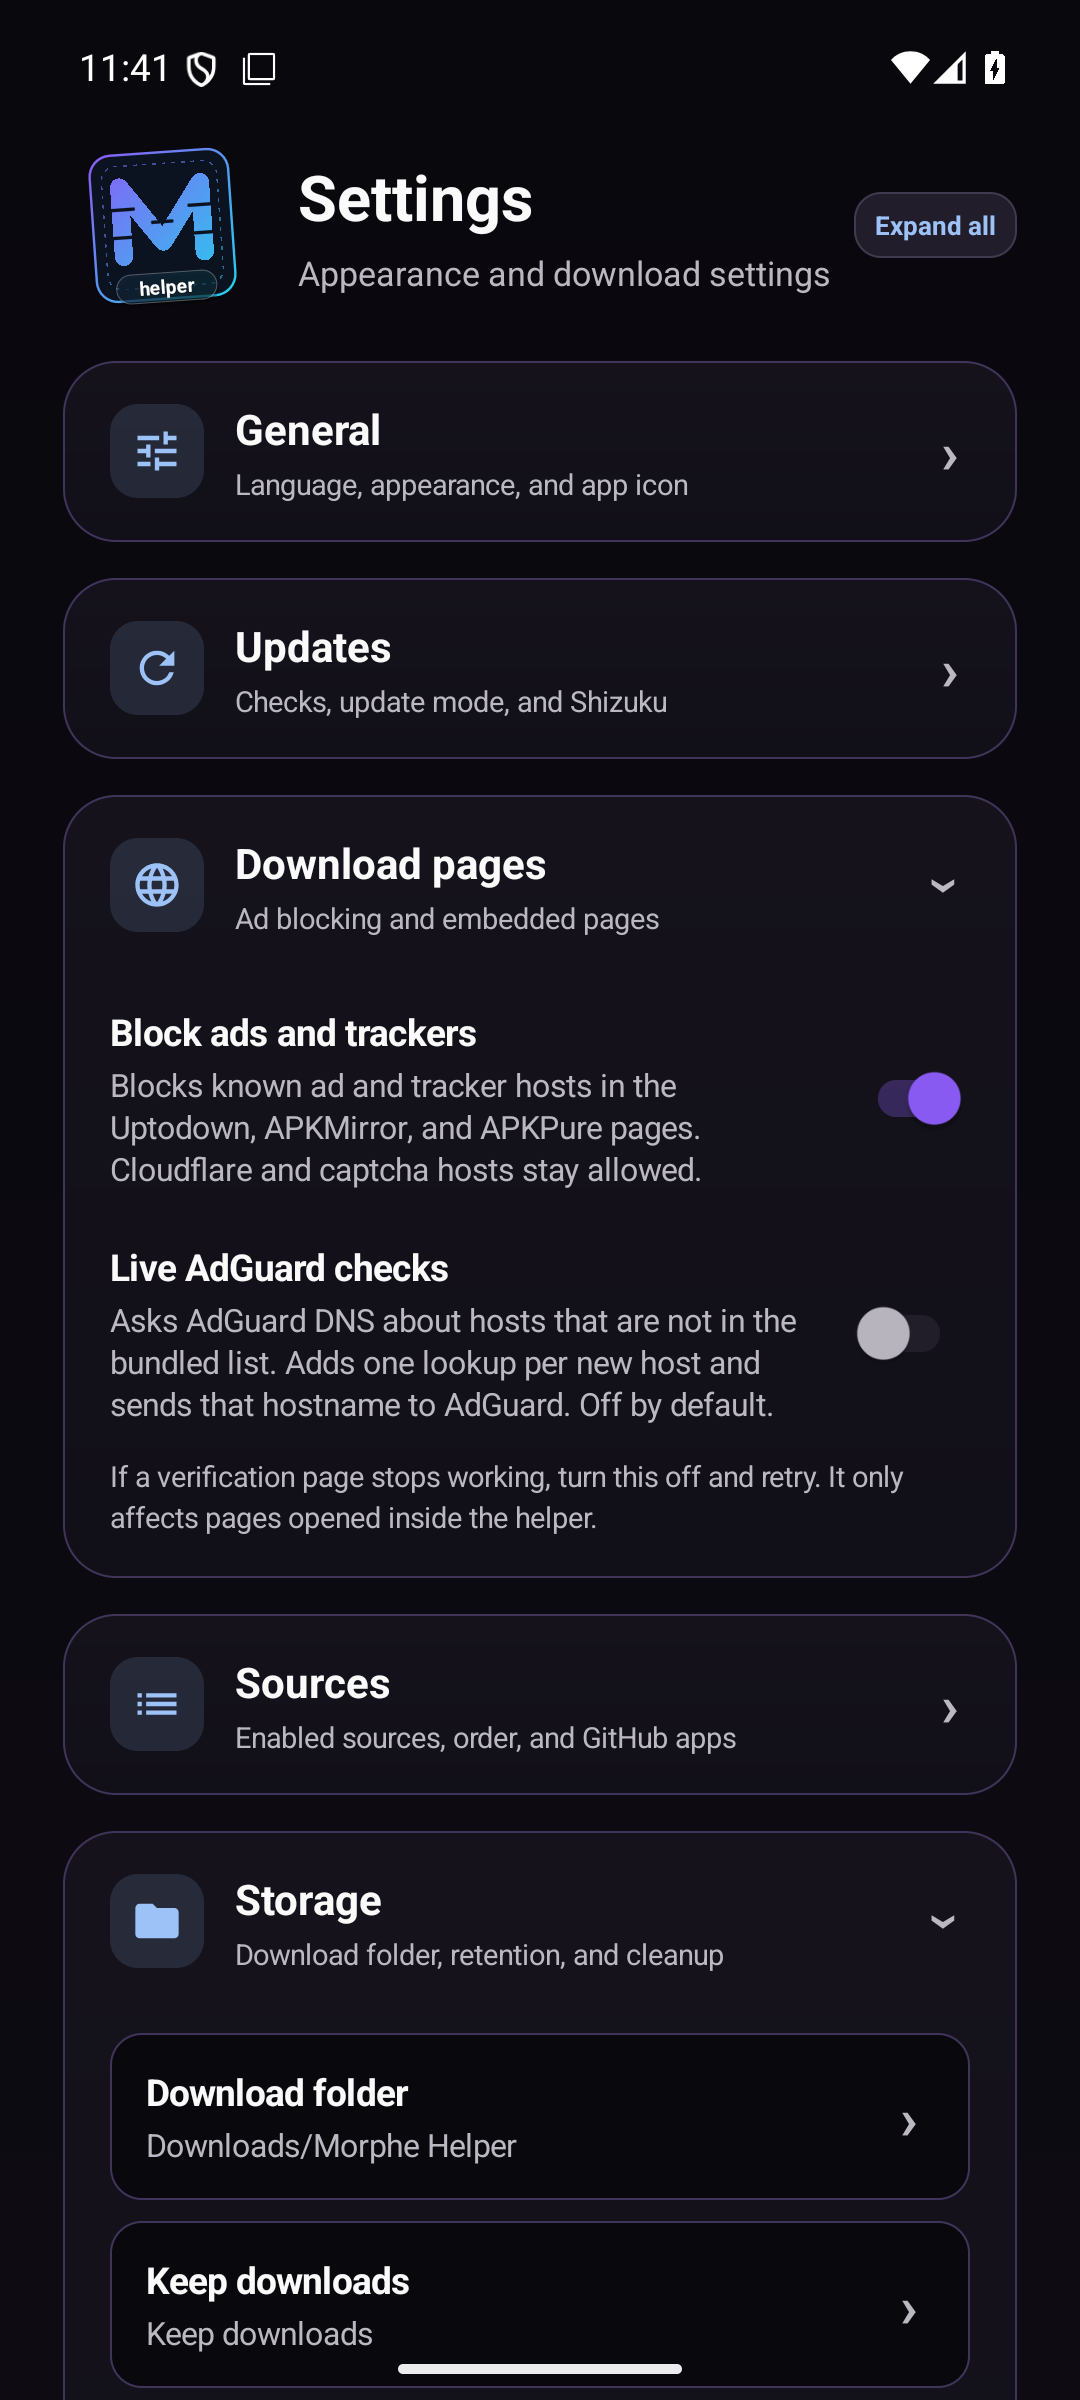 11:41
helper
Settings
Appearance and download settings
Expand all
General
Language, appearance, and app icon
Updates
Checks, update mode, and Shizuku
Download pages
Ad blocking and embedded pages
Block ads and trackers
Blocks known ad and tracker hosts in the
Uptodown, APKMirror, and APKPure pages.
Cloudflare and captcha hosts stay allowed.
Live AdGuard checks
Asks AdGuard DNS about hosts that are not in the
bundled list. Adds one lookup per new host and
sends that hostname to AdGuard. Off by default.
If a verification page stops working, turn this off and retry. It only
affects pages opened inside the helper.
Sources
Enabled sources, order, and GitHub apps
Storage
Download folder, retention, and cleanup
Download folder
Downloads/Morphe Helper
Keep downloads
Keep downloads